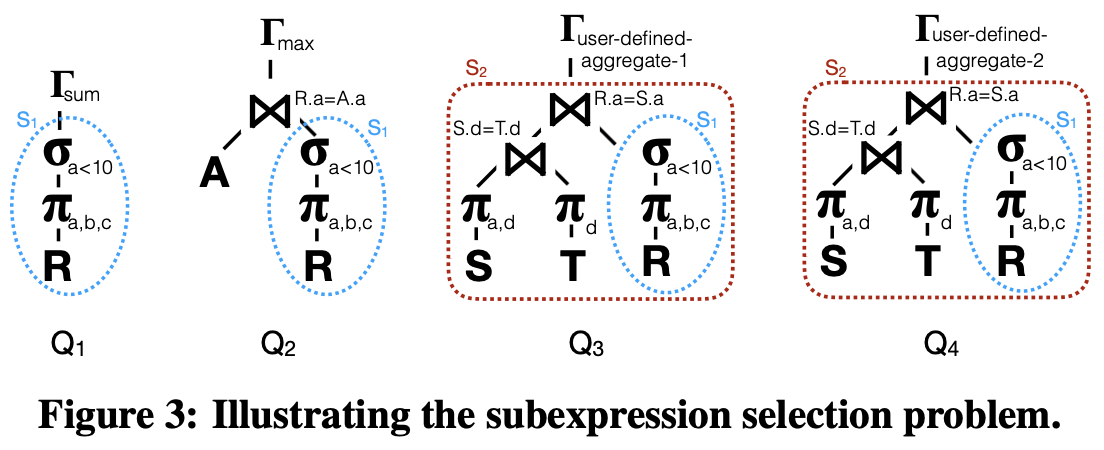 Γsum
S1
σa<10
πa,b,c
R
Q1
Γmax
⋈R.a=A.a
A
S1
σa<10
πa,b,c
R
Q2
Γuser-defined-
aggregate-1
S2
⋈R.a=S.a
S.d=T.d
⋈
πa,d
S
πd
T
S1
σa<10
πa,b,c
R
Q3
Γuser-defined-
aggregate-2
S2
⋈R.a=S.a
S.d=T.d
⋈
πa,d
S
πd
T
S1
σa<10
πa,b,c
R
Q4
Figure 3: Illustrating the subexpression selection problem.